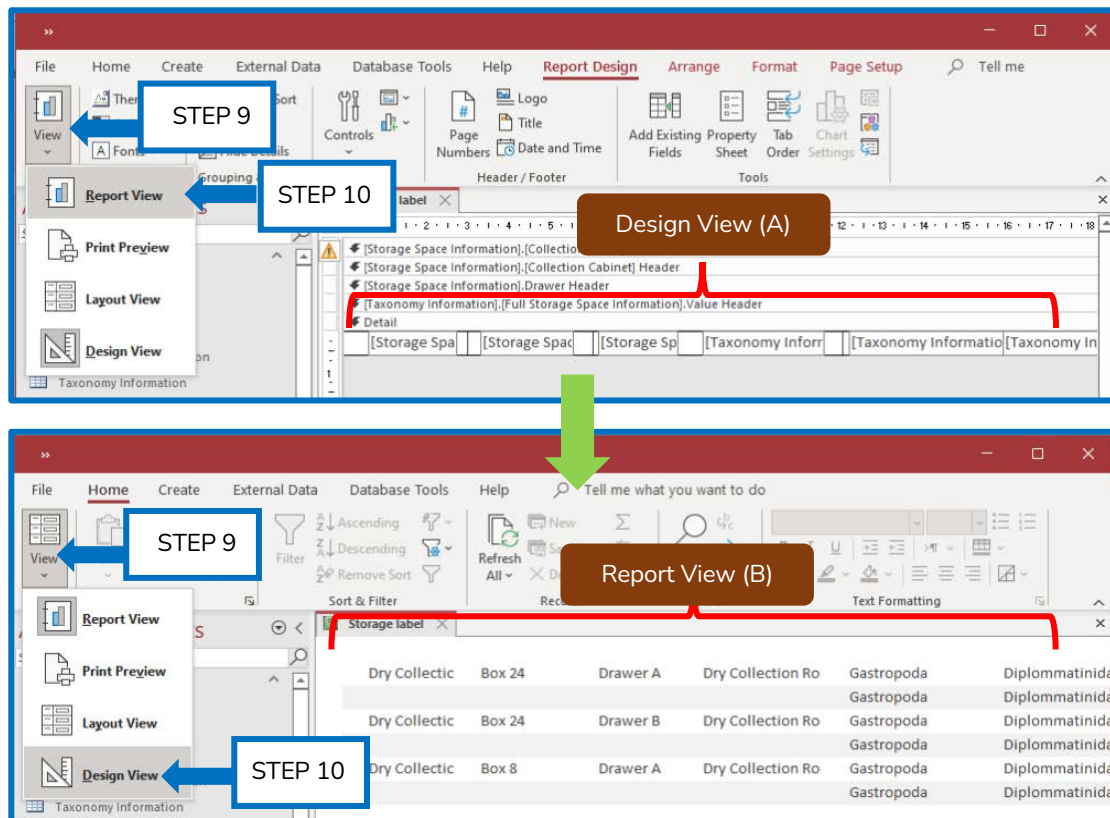 »
File Home Create External Data Database Tools Help Report Design Arrange Format Page Setup Tell me
STEP 9
View
Fonts
Controls
Page Numbers
Logo
Title
Date and Time
Add Existing Fields
Property Sheet
Tab Order
Chart Settings
Header / Footer
Tools
STEP 10
Report View
Print Preview
Layout View
Design View
Taxonomy Information
label
Design View (A)
[Storage Space Information].[Collectio
[Storage Space Information].[Collection Cabinet] Header
[Storage Space Information].Drawer Header
[Taxonomy Information].[Full Storage Space Information].Value Header
Detail
[Storage Spa [Storage Spac [Storage Sp [Taxonomy Inforr [Taxonomy Informatio [Taxonomy In
»
File Home Create External Data Database Tools Help Tell me what you want to do
STEP 9
View
Filter
Ascending
Descending
Remove Sort
Sort & Filter
Refresh All
New
Text Formatting
Report View (B)
Report View
Print Preview
Layout View
Design View
STEP 10
Taxonomy Information
Storage label
Dry Collectic Box 24 Drawer A Dry Collection Ro Gastropoda Diplommatinida
Gastropoda Diplommatinida
Dry Collectic Box 24 Drawer B Dry Collection Ro Gastropoda Diplommatinida
Gastropoda Diplommatinida
Dry Collectic Box 8 Drawer A Dry Collection Ro Gastropoda Diplommatinida
Gastropoda Diplommatinida